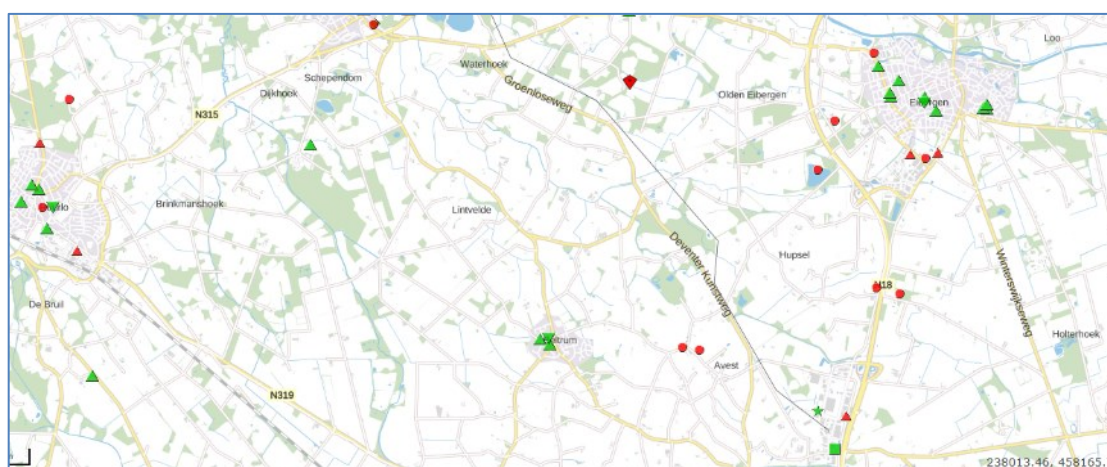 Loo
Waterhoek
Schependom
Groenloseweg
Dijkhoek
Olden Eibergen
N315
Brinkmanshoek
Lintvelde
Deventer Kunstweg
Hupsel
Winterswijkseweg
De Bruil
N18
Holterhoek
Avest
N319
238013.46, 458165.